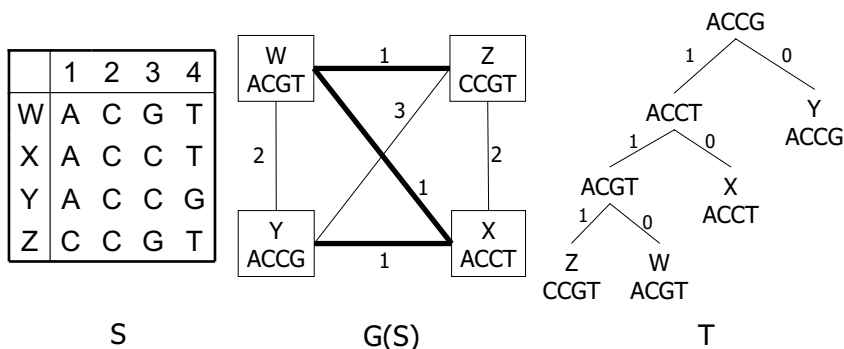 1 2 3 4
W A C G T
X A C C T
Y A C C G
Z C C G T
S
W
ACGT
1
Z
CCGT
3
2
2
1
Y
ACCG
1
X
ACCT
G(S)
ACCG
1 0
ACCT
Y
ACCG
1 0
ACGT
X
ACCT
1 0
Z
CCGT
W
ACGT
T